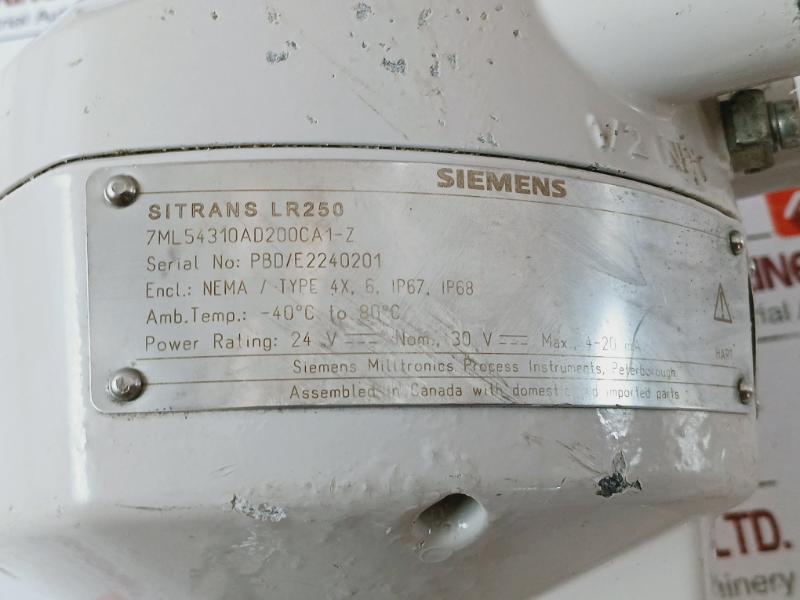 1/2 NPT
SIEMENS
SITRANS LR250
7ML54310AD200CA1-Z
Serial No: PBD/E2240201
Encl.: NEMA / TYPE 4X, 6, IP67, IP68
Amb.Temp.: -40°C to 80°C
Power Rating: 24 V Nom., 30 V Max., 4-20 mA
HART
Siemens Milltronics Process Instruments, Peterborough
Assembled in Canada with domestic and imported parts
LTD.